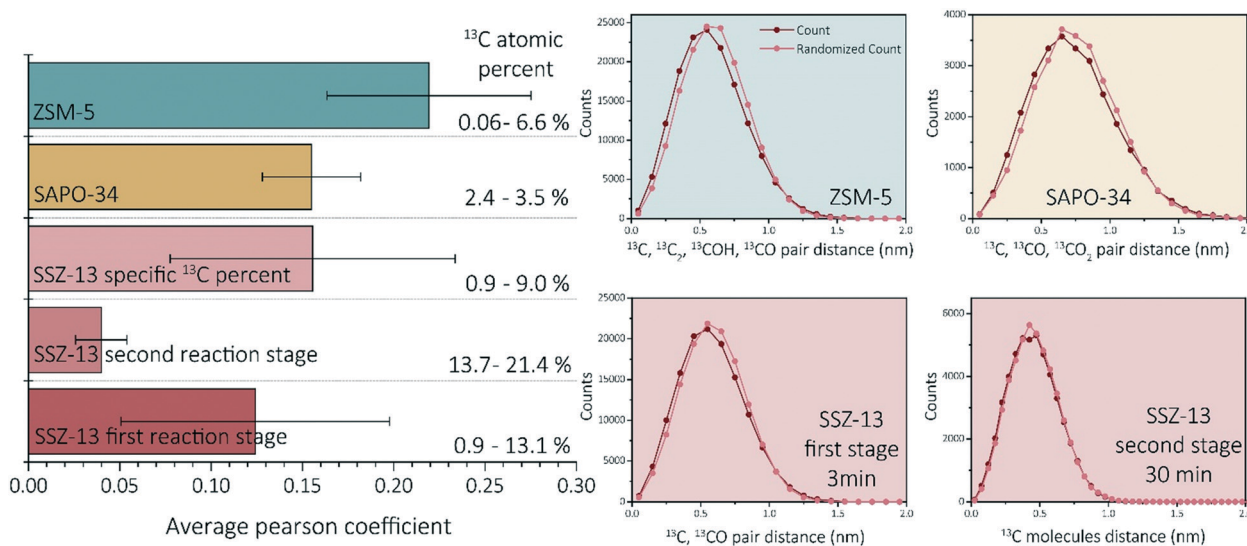 ¹³C atomic
percent
ZSM-5
0.06- 6.6 %
SAPO-34
2.4 - 3.5 %
SSZ-13 specific ¹³C percent
0.9 - 9.0 %
SSZ-13 second reaction stage
13.7- 21.4 %
SSZ-13 first reaction stage
0.9 - 13.1 %
0.00 0.05 0.10 0.15 0.20 0.25 0.30
Average pearson coefficient
25000
20000
15000
10000
5000
0
Counts
Count
Randomized Count
ZSM-5
0.0 0.5 1.0 1.5 2.0
¹³C, ¹³C₂, ¹³COH, ¹³CO pair distance (nm)
4000
3000
2000
1000
0
Counts
SAPO-34
0.0 0.5 1.0 1.5 2.0
¹³C, ¹³CO, ¹³CO₂ pair distance (nm)
25000
20000
15000
10000
5000
0
Counts
SSZ-13
first stage
3min
0.0 0.5 1.0 1.5 2.0
¹³C, ¹³CO pair distance (nm)
6000
4000
2000
0
Counts
SSZ-13
second stage
30 min
0.0 0.5 1.0 1.5 2.0
¹³C molecules distance (nm)